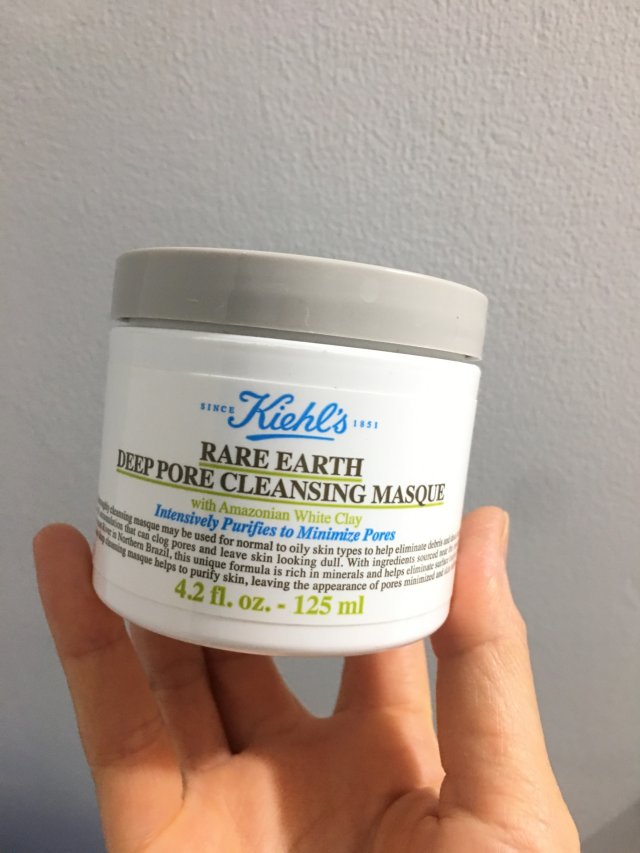 SINCE Kiehl's 1851
RARE EARTH
DEEP PORE CLEANSING MASQUE
with Amazonian White Clay
Intensively Purifies to Minimize Pores
cleansing masque may be used for normal to oily skin types to help eliminate debris and
that can clog pores and leave skin looking dull. With ingredients sourced
in Northern Brazil, this unique formula is rich in minerals and helps eliminate
cleansing masque helps to purify skin, leaving the appearance of pores minimized and
4.2 fl. oz. - 125 ml